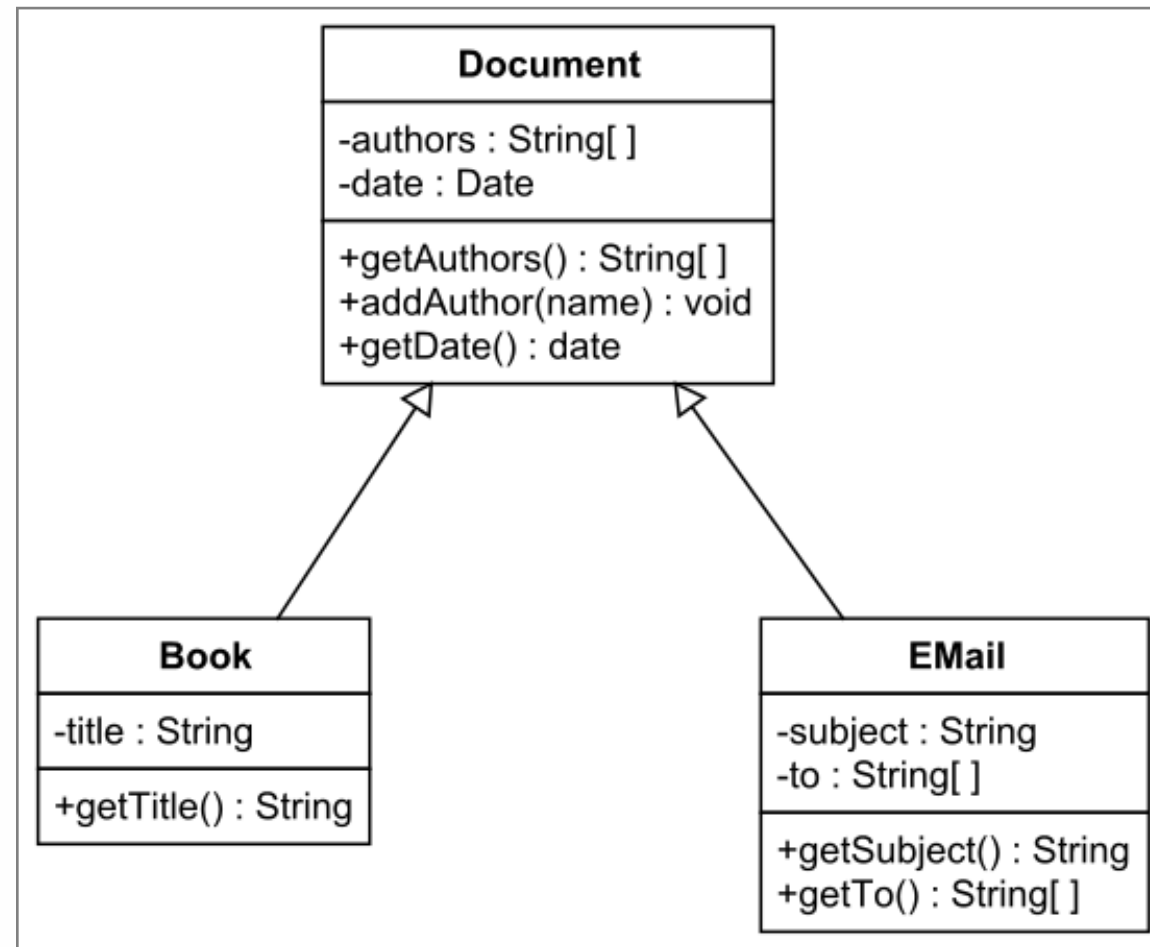 Document
-authors : String[ ]
-date : Date
+getAuthors() : String[ ]
+addAuthor(name) : void
+getDate() : date
Book
-title : String
+getTitle() : String
EMail
-subject : String
-to : String[ ]
+getSubject() : String
+getTo() : String[ ]